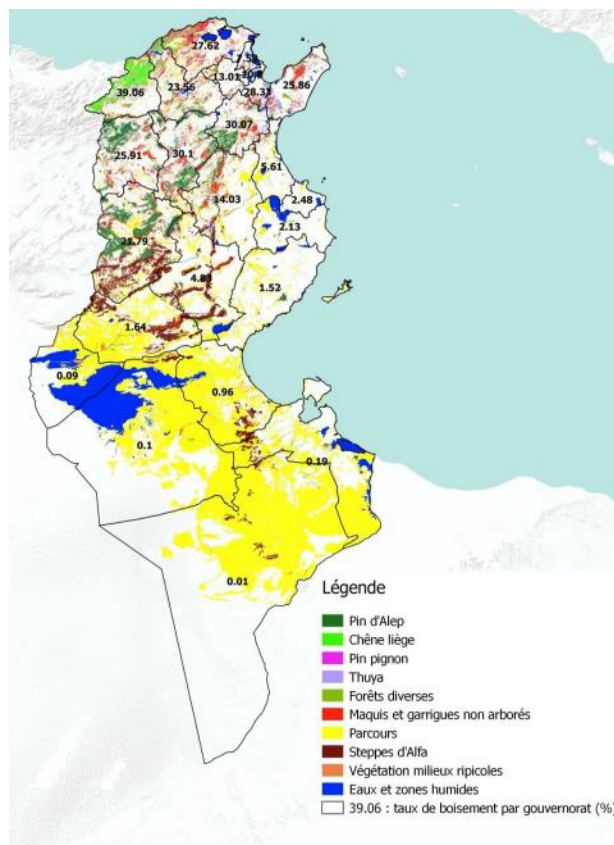 27.62
39.06
23.56
13.01
28.33
25.86
30.07
25.91
30.1
5.61
14.03
2.48
2.13
21.79
1.52
1.64
0.09
0.96
0.1
0.19
0.01
Légende
Pin d'Alep
Chêne liège
Pin pignon
Thuya
Forêts diverses
Maquis et garrigues non arborés
Parcours
Steppes d'Alfa
Végétation milieux ripicoles
Eaux et zones humides
39.06 : taux de boisement par gouvernorat (%)